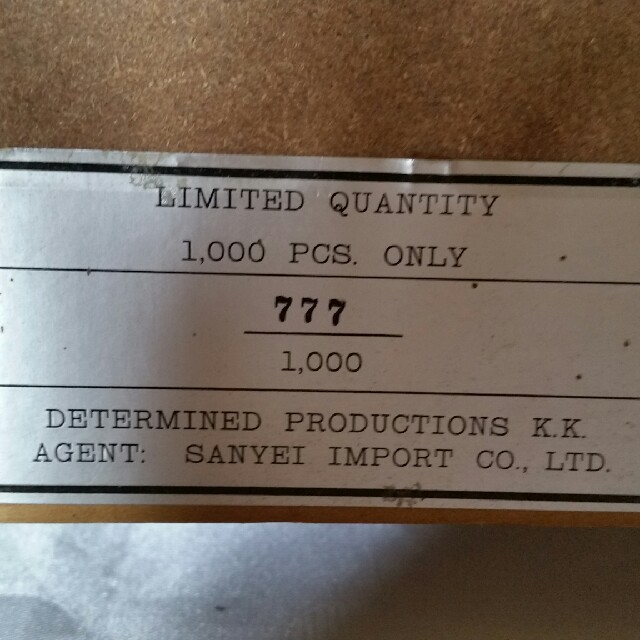 LIMITED QUANTITY
1,000 PCS. ONLY
777
1,000
DETERMINED PRODUCTIONS K.K.
AGENT: SANYEI IMPORT CO., LTD.